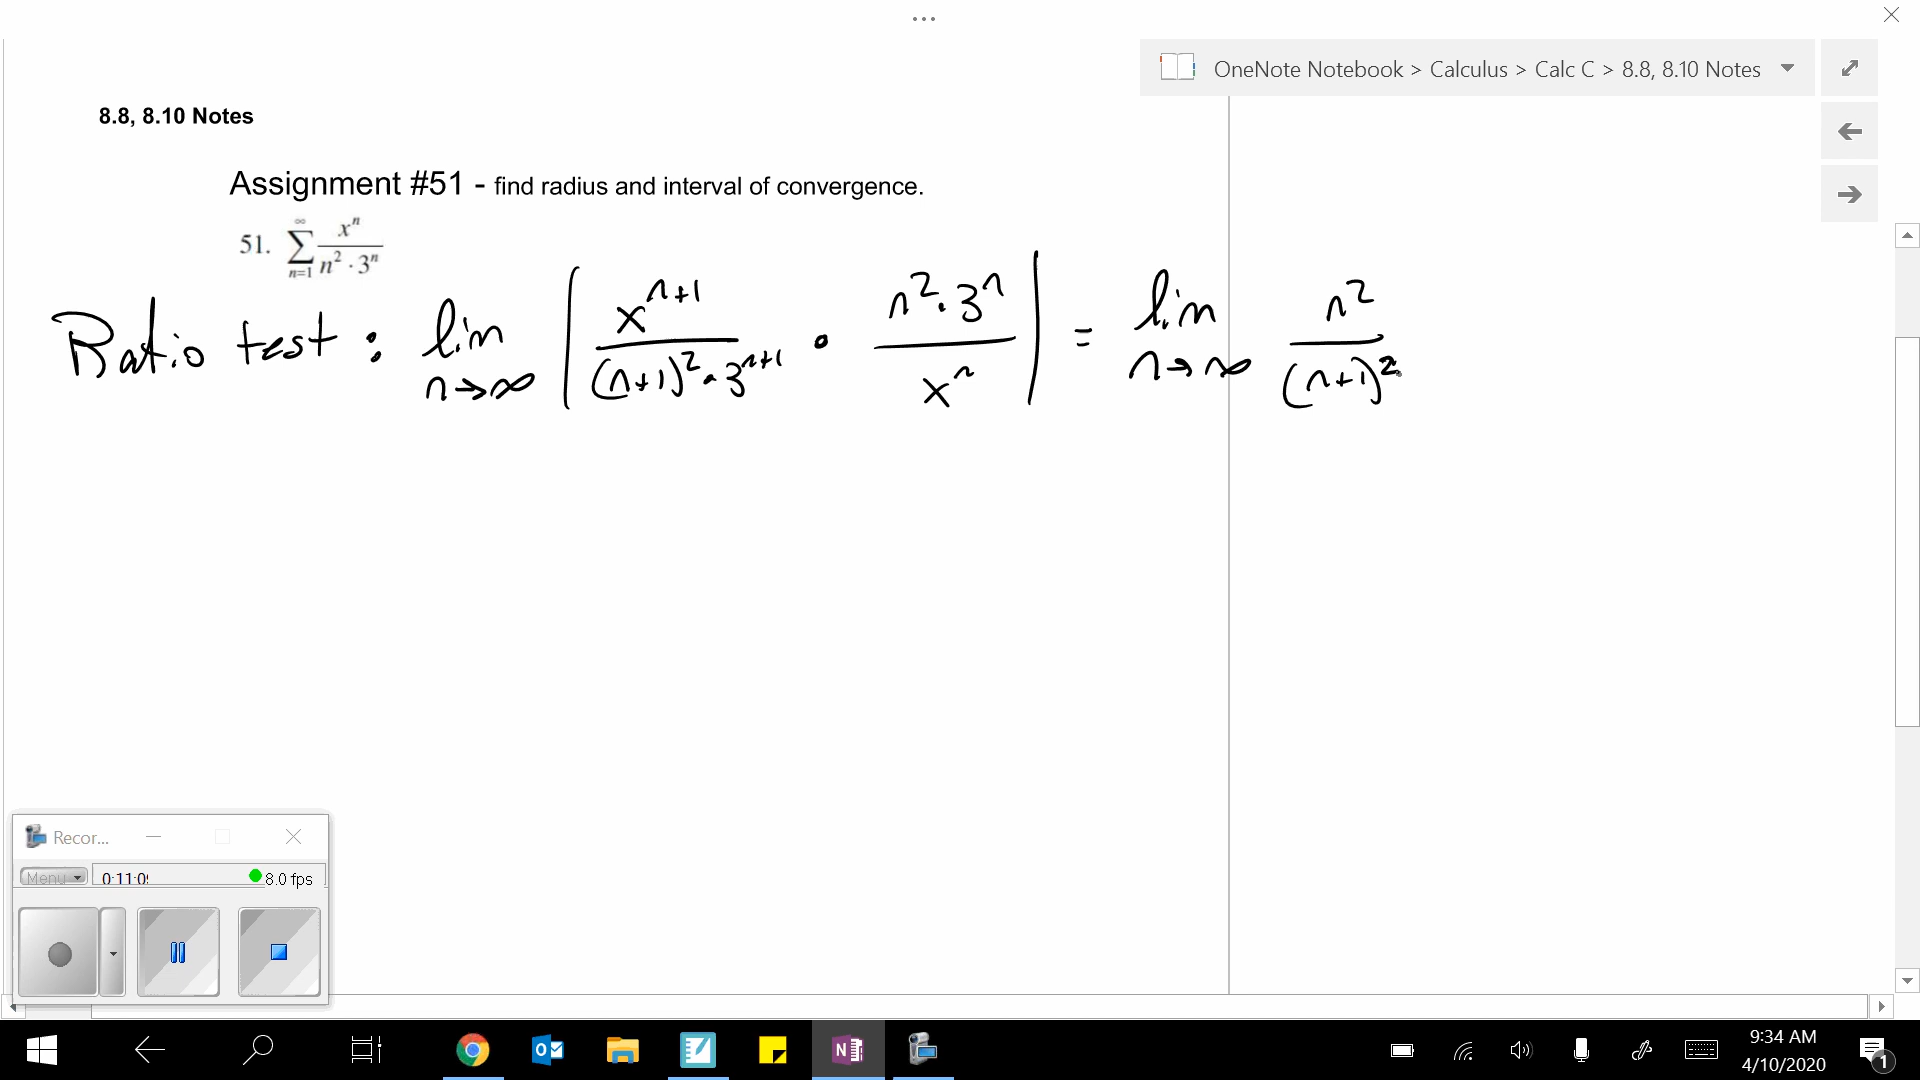 OneNote Notebook > Calculus > Calc C > 8.8, 8.10 Notes
8.8, 8.10 Notes
Assignment #51 - find radius and interval of convergence.
51. ∑_{n=1}^{∞} x^n / (n^2 · 3^n)
Ratio test : lim_{n→∞} | x^{n+1} / ((n+1)^2 · 3^{n+1}) · (n^2 · 3^n) / x^n | = lim_{n→∞} n^2 / (n+1)^2
Recor...
Menu 0:11:0 8.0 fps
9:34 AM
4/10/2020
1